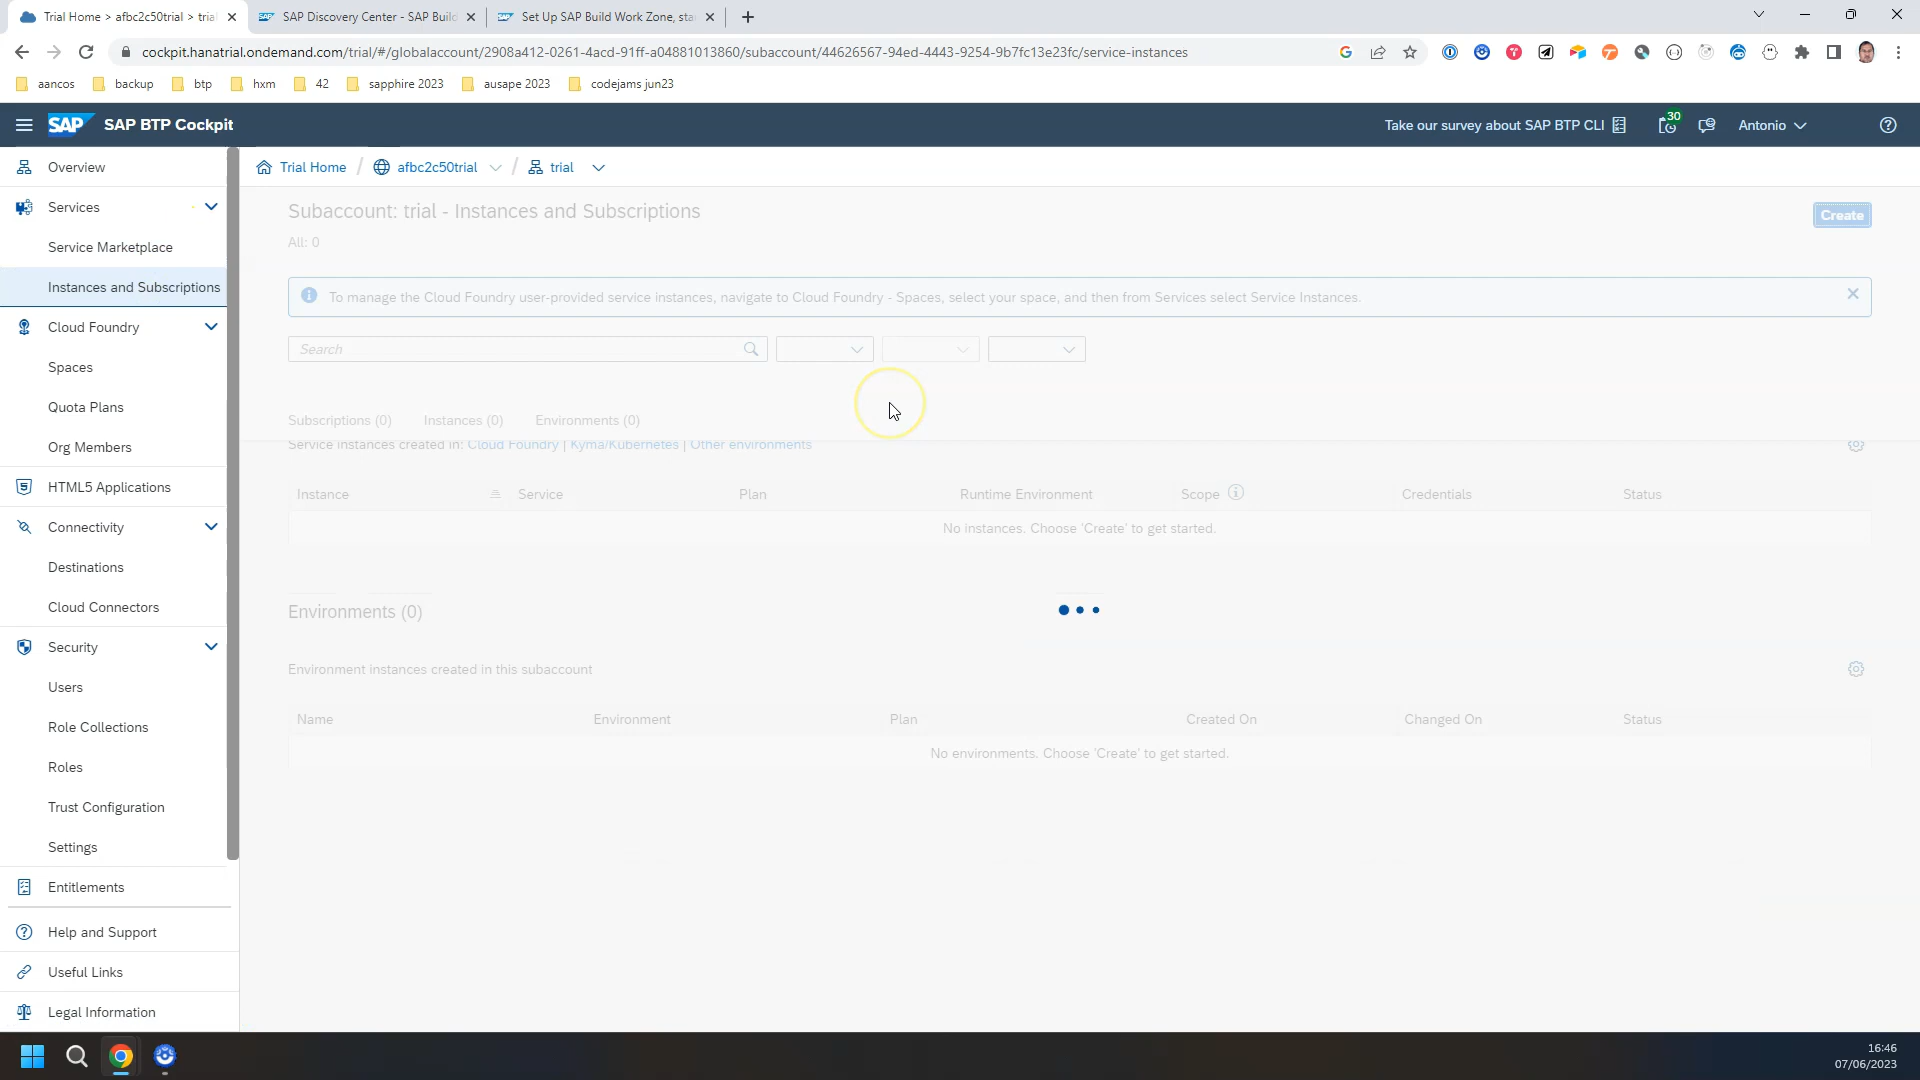 Trial Home > afbc2c50trial > tria
SAP Discovery Center - SAP Build
Set Up SAP Build Work Zone, sta
cockpit.hanatrial.ondemand.com/trial/#/globalaccount/2908a412-0261-4acd-91ff-a04881013860/subaccount/44626567-94ed-4443-9254-9b7fc13e23fc/service-instances
aancos
backup
btp
hxm
42
sapphire 2023
ausape 2023
codejams jun23
SAP
SAP BTP Cockpit
Take our survey about SAP BTP CLI
30
Antonio
Overview
Services
Service Marketplace
Instances and Subscriptions
Cloud Foundry
Spaces
Quota Plans
Org Members
HTML5 Applications
Connectivity
Destinations
Cloud Connectors
Security
Users
Role Collections
Roles
Trust Configuration
Settings
Entitlements
Help and Support
Useful Links
Legal Information
Trial Home / afbc2c50trial / trial
Subaccount: trial - Instances and Subscriptions
Create
All: 0
To manage the Cloud Foundry user-provided service instances, navigate to Cloud Foundry - Spaces, select your space, and then from Services select Service Instances.
Search
Subscriptions (0)
Instances (0)
Environments (0)
Service instances created in: Cloud Foundry | Kyma/Kubernetes | Other environments
Instance
Service
Plan
Runtime Environment
Scope
Credentials
Status
No instances. Choose 'Create' to get started.
Environments (0)
Environment instances created in this subaccount
Name
Environment
Plan
Created On
Changed On
Status
No environments. Choose 'Create' to get started.
16:46
07/06/2023